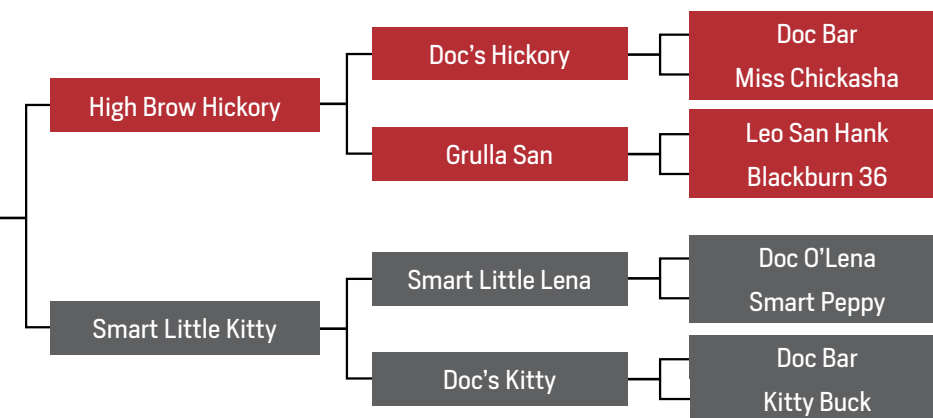 High Brow Hickory
Doc's Hickory
Doc Bar
Miss Chickasha
Grulla San
Leo San Hank
Blackburn 36
Smart Little Kitty
Smart Little Lena
Doc O'Lena
Smart Peppy
Doc's Kitty
Doc Bar
Kitty Buck